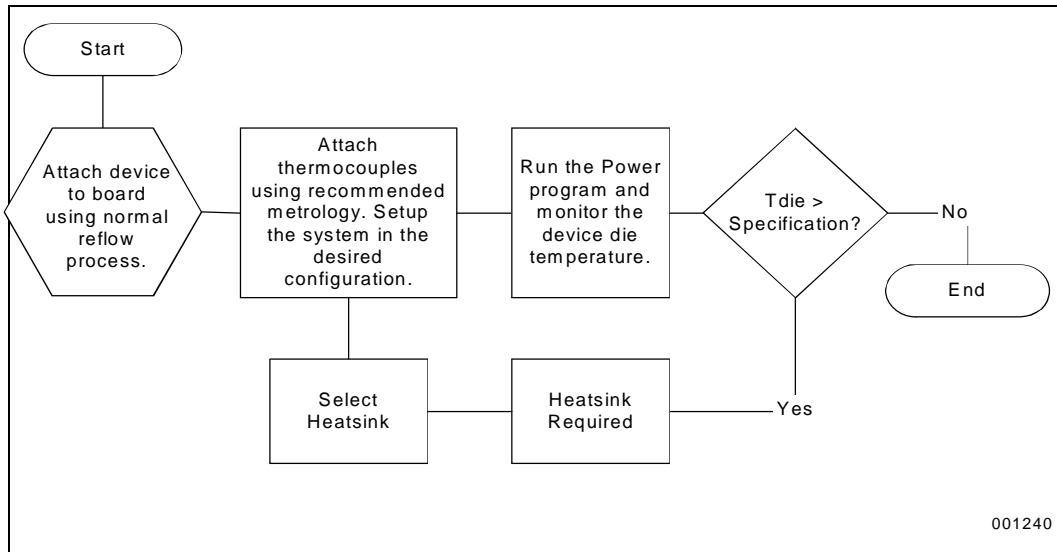 Start
Attach device
to board
using normal
reflow
process.
Attach
thermocouples
using recommended
metrology. Setup
the system in the
desired
configuration.
Run the Power
program and
monitor the
device die
temperature.
Tdie >
Specification?
No
End
Select
Heatsink
Heatsink
Required
Yes
001240